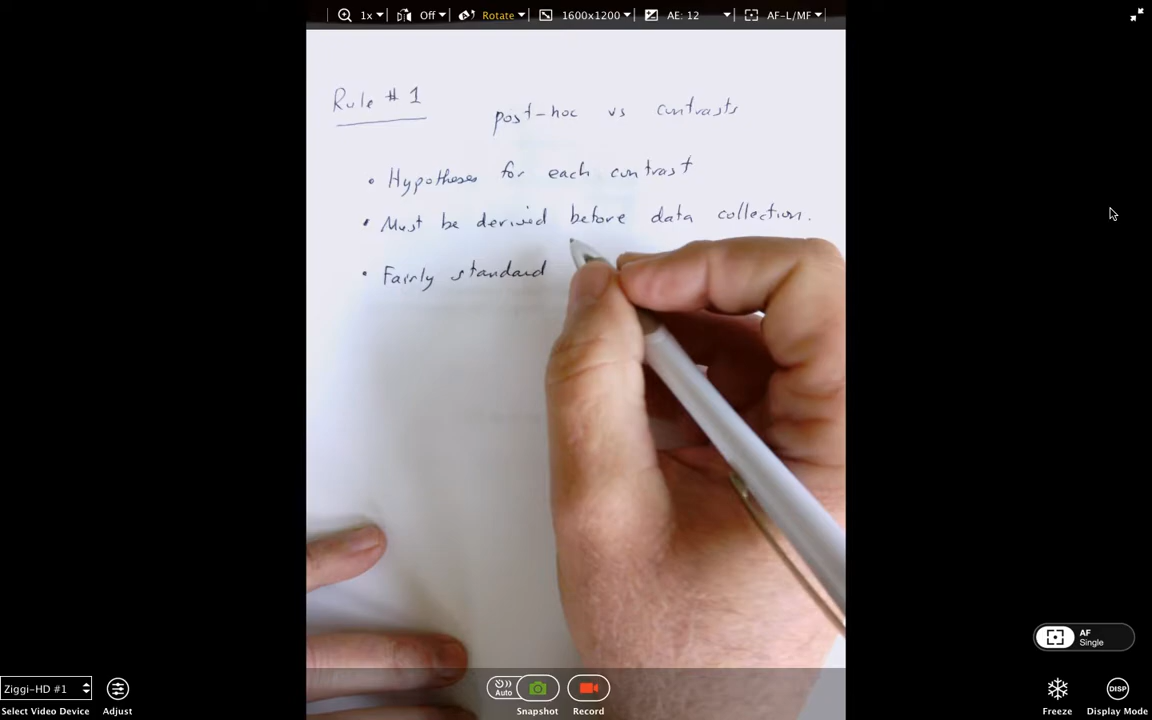 1x Off Rotate 1600x1200 AE: 12 AF-L/MF
Rule # 1
post-hoc vs contrasts
• Hypotheses for each contrast
• Must be derived before data collection.
• Fairly standard
AF
Single
Ziggi-HD #1
Auto
DISP
Select Video Device Adjust Snapshot Record Freeze Display Mode